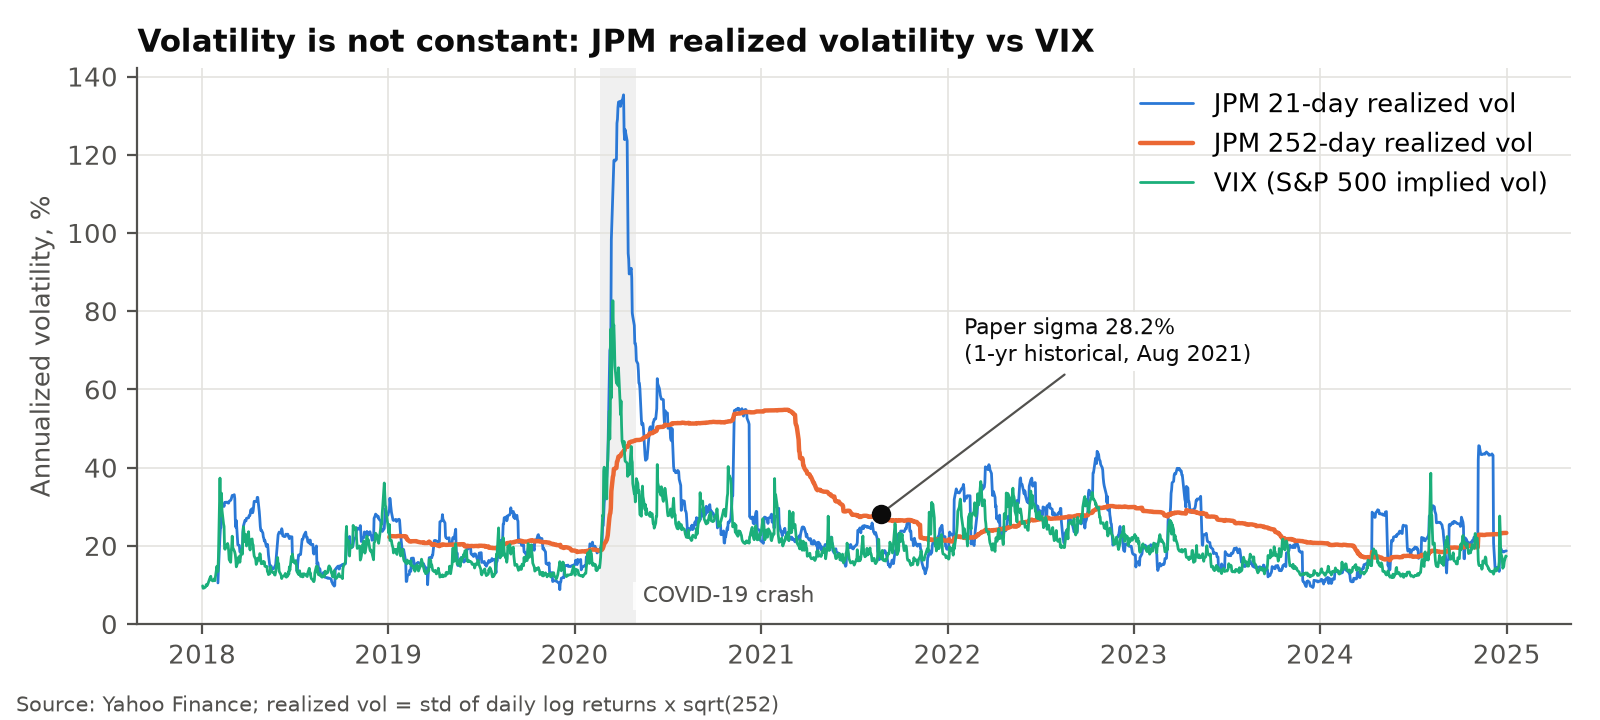 Volatility is not constant: JPM realized volatility vs VIX
Annualized volatility, %
140
120
100
80
60
40
20
0
JPM 21-day realized vol
JPM 252-day realized vol
VIX (S&P 500 implied vol)
Paper sigma 28.2%
(1-yr historical, Aug 2021)
COVID-19 crash
2018
2019
2020
2021
2022
2023
2024
2025
Source: Yahoo Finance; realized vol = std of daily log returns x sqrt(252)